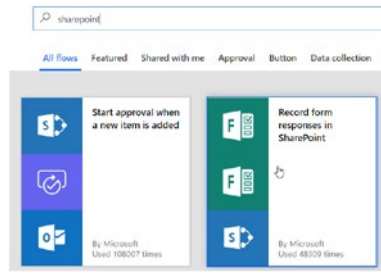 sharepoint
All flows Featured Shared with me Approval Button Data collection
Start approval when
a new item is added
By Microsoft
Used 108007 times
Record form
responses in
SharePoint
By Microsoft
Used 48309 times